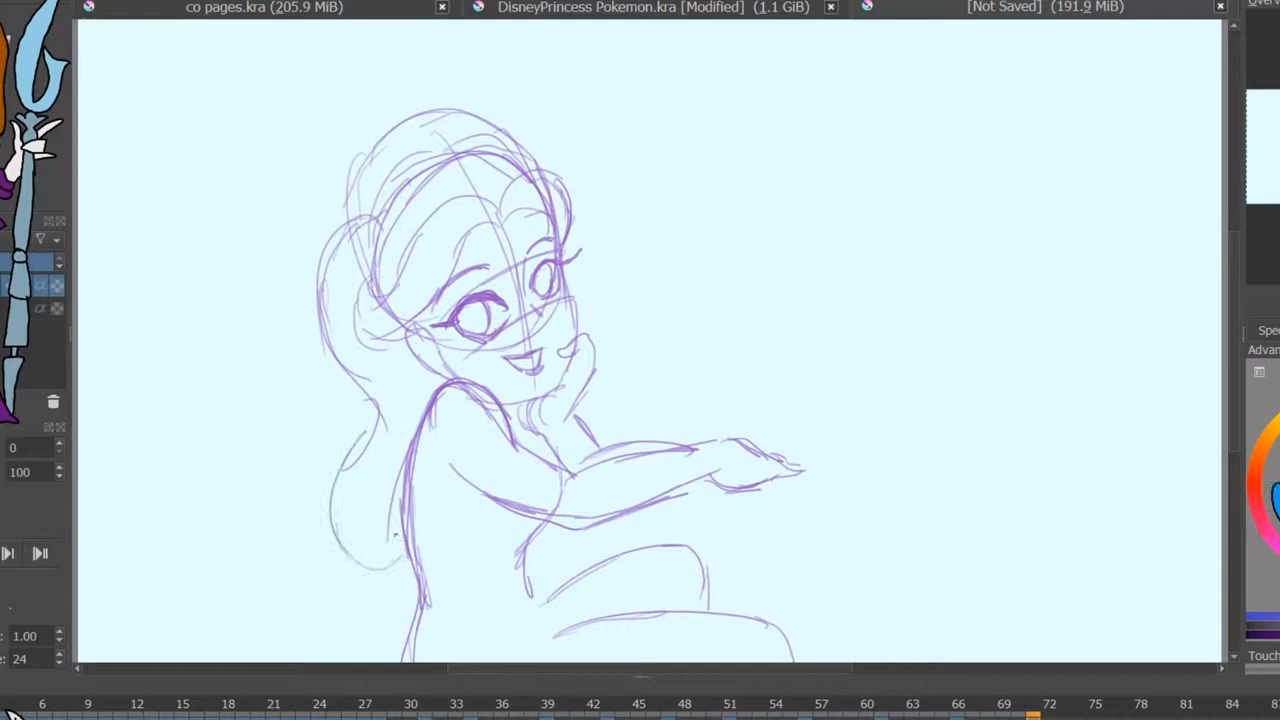 co pages.kra (205.9 MiB)
DisneyPrincess Pokemon.kra [Modified] (1.1 GiB)
[Not Saved] (191.9 MiB)
Overv
0
100
Spe
Advan
: 1.00
e: 24
Touch
6 9 12 15 18 21 24 27 30 33 36 39 42 45 48 51 54 57 60 63 66 69 72 75 78 81 84